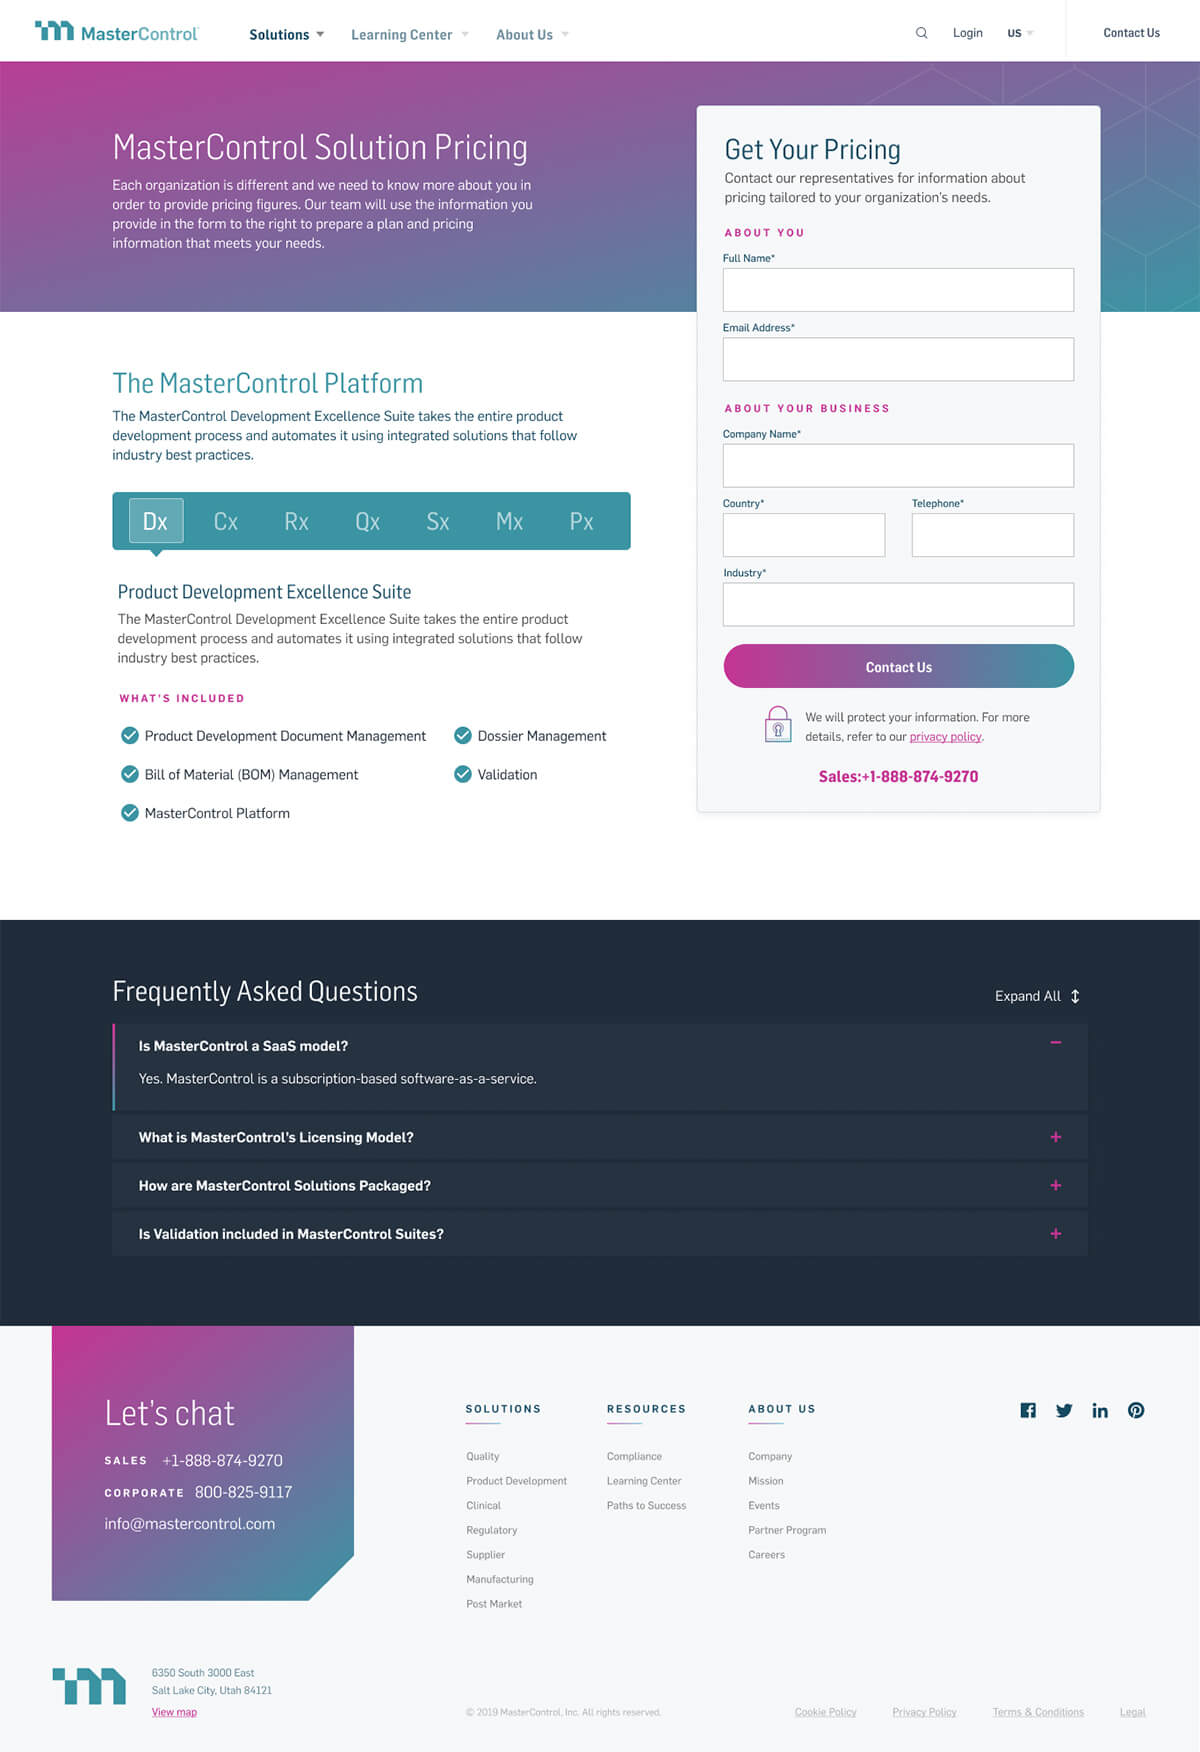 MasterControl
Solutions
Learning Center
About Us
Login
US
Contact Us
MasterControl Solution Pricing
Each organization is different and we need to know more about you in
order to provide pricing figures. Our team will use the information you
provide in the form to the right to prepare a plan and pricing
information that meets your needs.
Get Your Pricing
Contact our representatives for information about
pricing tailored to your organization's needs.
ABOUT YOU
Full Name*
Email Address*
ABOUT YOUR BUSINESS
Company Name*
Country*
Telephone*
Industry*
Contact Us
We will protect your information. For more
details, refer to our privacy policy.
Sales:+1-888-874-9270
The MasterControl Platform
The MasterControl Development Excellence Suite takes the entire product
development process and automates it using integrated solutions that follow
industry best practices.
Dx Cx Rx Qx Sx Mx Px
Product Development Excellence Suite
The MasterControl Development Excellence Suite takes the entire product
development process and automates it using integrated solutions that follow
industry best practices.
WHAT'S INCLUDED
Product Development Document Management
Dossier Management
Bill of Material (BOM) Management
Validation
MasterControl Platform
Frequently Asked Questions
Expand All
Is MasterControl a SaaS model?
Yes. MasterControl is a subscription-based software-as-a-service.
What is MasterControl's Licensing Model?
How are MasterControl Solutions Packaged?
Is Validation included in MasterControl Suites?
Let's chat
SALES +1-888-874-9270
CORPORATE 800-825-9117
info@mastercontrol.com
SOLUTIONS
Quality
Product Development
Clinical
Regulatory
Supplier
Manufacturing
Post Market
RESOURCES
Compliance
Learning Center
Paths to Success
ABOUT US
Company
Mission
Events
Partner Program
Careers
6350 South 3000 East
Salt Lake City, Utah 84121
View map
© 2019 MasterControl, Inc. All rights reserved.
Cookie Policy
Privacy Policy
Terms & Conditions
Legal